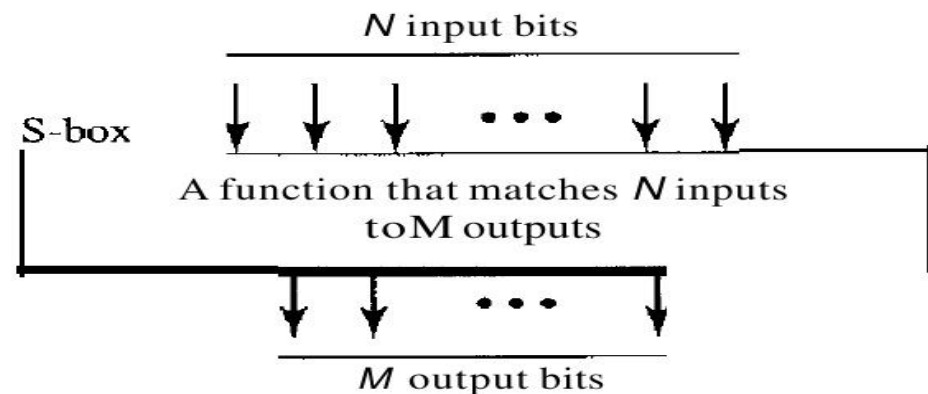 N input bits
S-box
A function that matches N inputs
toM outputs
M output bits